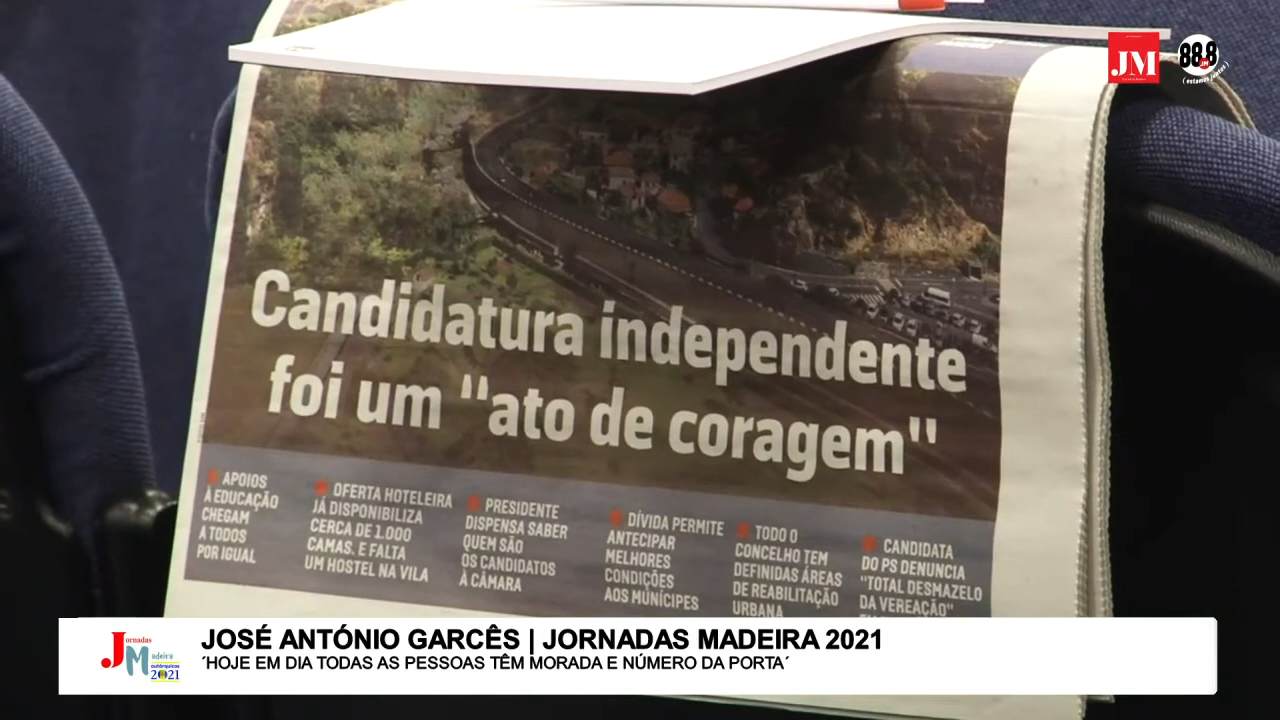 JM
88.8
JM
(estamos juntos)
Candidatura independente
foi um "ato de coragem"
APOIOS
À EDUCAÇÃO
CHEGAM
A TODOS
POR IGUAL
OFERTA HOTELEIRA
JÁ DISPONIBILIZA
CERCA DE 1.000
CAMAS. E FALTA
UM HOSTEL NA VILA
PRESIDENTE
DISPENSA SABER
QUEM SÃO
OS CANDIDATOS
À CÂMARA
DÍVIDA PERMITE
ANTECIPAR
MELHORES
CONDIÇÕES
AOS MUNÍCIPES
TODO O
CONCELHO TEM
DEFINIDAS ÁREAS
DE REABILITAÇÃO
URBANA
CANDIDATA
DO PS DENUNCIA
"TOTAL DESMAZELO
DA VEREAÇÃO"
Jornadas
Madeira
autárquicas
2021
JOSÉ ANTÓNIO GARCÊS | JORNADAS MADEIRA 2021
´HOJE EM DIA TODAS AS PESSOAS TÊM MORADA E NÚMERO DA PORTA´